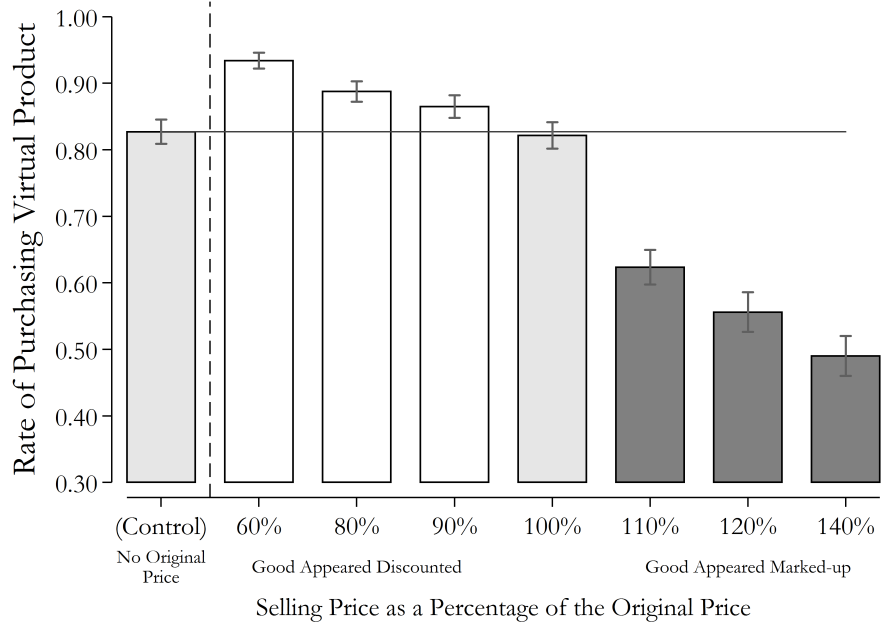 Rate of Purchasing Virtual Product
1.00
0.90
0.80
0.70
0.60
0.50
0.40
0.30
(Control) 60% 80% 90% 100% 110% 120% 140%
No Original
Price
Good Appeared Discounted
Good Appeared Marked-up
Selling Price as a Percentage of the Original Price